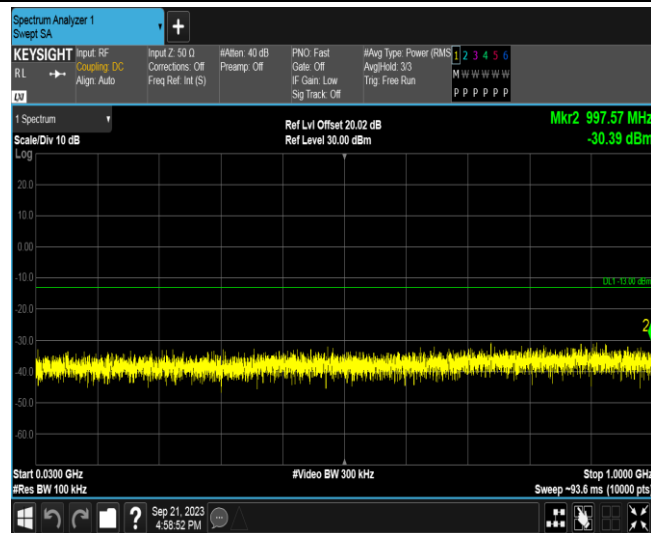 Spectrum Analyzer 1
Swept SA
KEYSIGHT
RL
LXI
Input: RF
Coupling: DC
Align: Auto
Input Z: 50 Ω
Corrections: Off
Freq Ref: Int (S)
#Atten: 40 dB
Preamp: Off
PNO: Fast
Gate: Off
IF Gain: Low
Sig Track: Off
#Avg Type: Power (RMS
Avg|Hold: 3/3
Trig: Free Run
1 2 3 4 5 6
M W W W W W
P P P P P P
1 Spectrum
Scale/Div 10 dB
Log
Ref Lvl Offset 20.02 dB
Ref Level 30.00 dBm
Mkr2 997.57 MHz
-30.39 dBm
20.0
10.0
0.00
-10.0
DL1 -13.00 dBm
-20.0
2
-30.0
-40.0
-50.0
-60.0
Start 0.0300 GHz
#Video BW 300 kHz
Stop 1.0000 GHz
#Res BW 100 kHz
Sweep ~93.6 ms (10000 pts)
?
Sep 21, 2023
4:58:52 PM